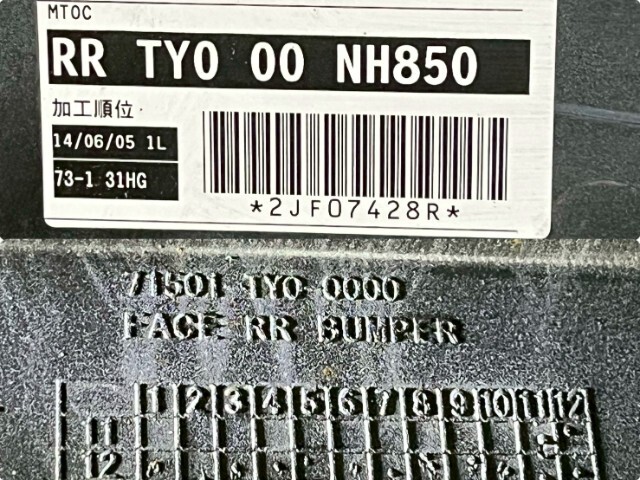 MTOC
RR TY0 00 NH850
加工順位
14/06/05 1L
73-1 31HG
*2JF07428R*
71501 TY0 0000
FACE RR BUMPER
1 2 3 4 5 6 7 8 9 10 11 12
11
12